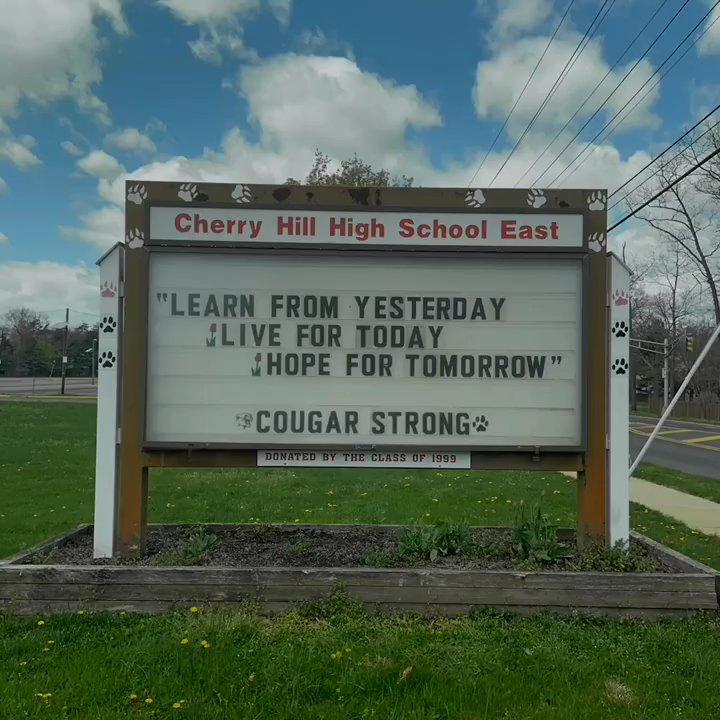 Cherry Hill High School East
"LEARN FROM YESTERDAY
LIVE FOR TODAY
HOPE FOR TOMORROW"
COUGAR STRONG
DONATED BY THE CLASS OF 1999